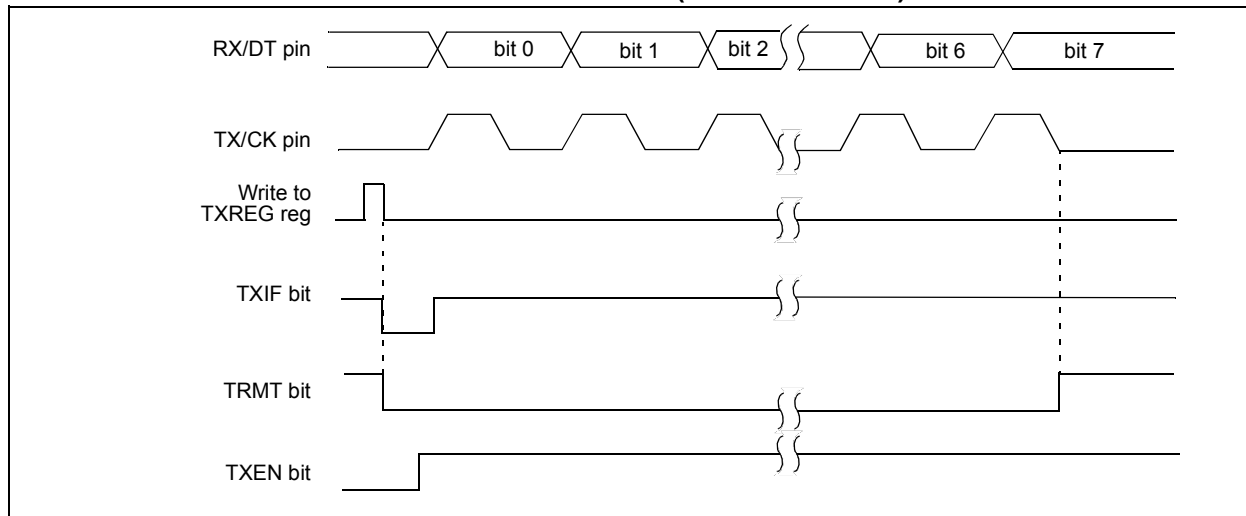 RX/DT pin
bit 0
bit 1
bit 2
bit 6
bit 7
TX/CK pin
Write to
TXREG reg
TXIF bit
TRMT bit
TXEN bit